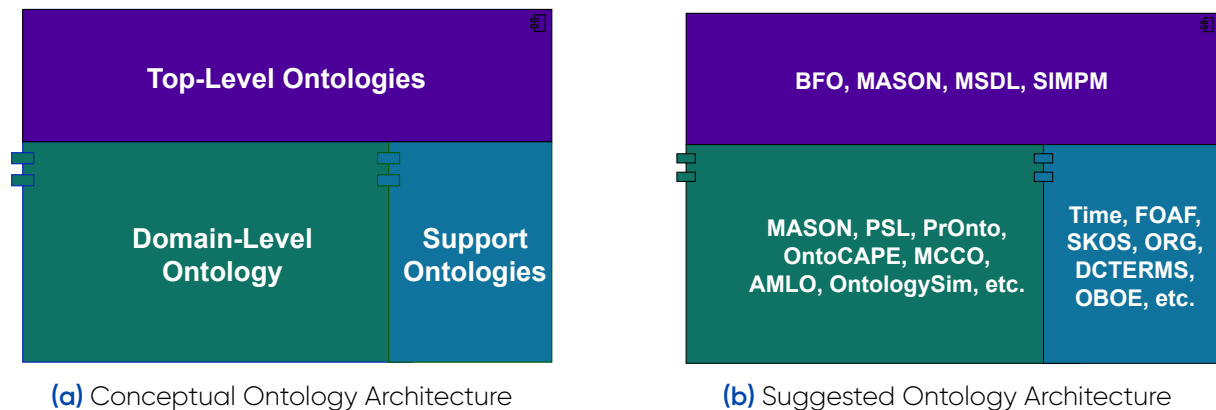 Top-Level Ontologies
Domain-Level
Ontology
Support
Ontologies
(a) Conceptual Ontology Architecture
BFO, MASON, MSDL, SIMPM
MASON, PSL, PrOnto,
OntoCAPE, MCCO,
AMLO, OntologySim, etc.
Time, FOAF,
SKOS, ORG,
DCTERMS,
OBOE, etc.
(b) Suggested Ontology Architecture